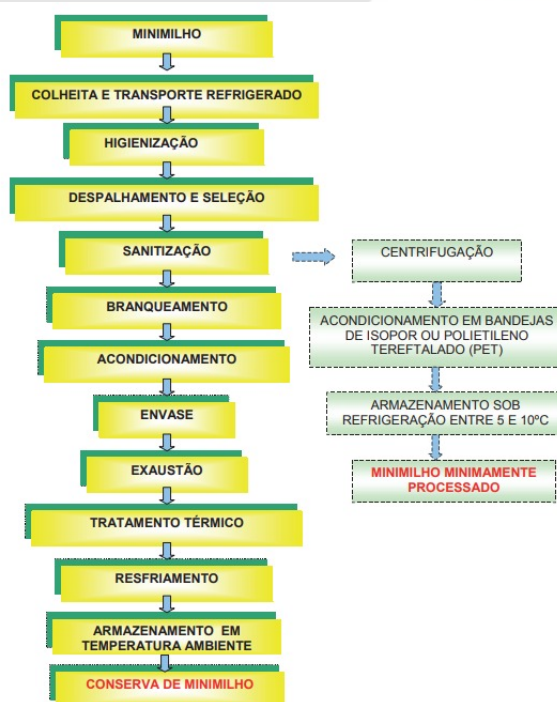 MINIMILHO
COLHEITA E TRANSPORTE REFRIGERADO
HIGIENIZAÇÃO
DESPALHAMENTO E SELEÇÃO
SANITIZAÇÃO
BRANQUEAMENTO
ACONDICIONAMENTO
ENVASE
EXAUSTÃO
TRATAMENTO TÉRMICO
RESFRIAMENTO
ARMAZENAMENTO EM
TEMPERATURA AMBIENTE
CONSERVA DE MINIMILHO
CENTRIFUGAÇÃO
ACONDICIONAMENTO EM BANDEJAS
DE ISOPOR OU POLIETILENO
TEREFTALADO (PET)
ARMAZENAMENTO SOB
REFRIGERAÇÃO ENTRE 5 E 10ºC
MINIMILHO MINIMAMENTE
PROCESSADO